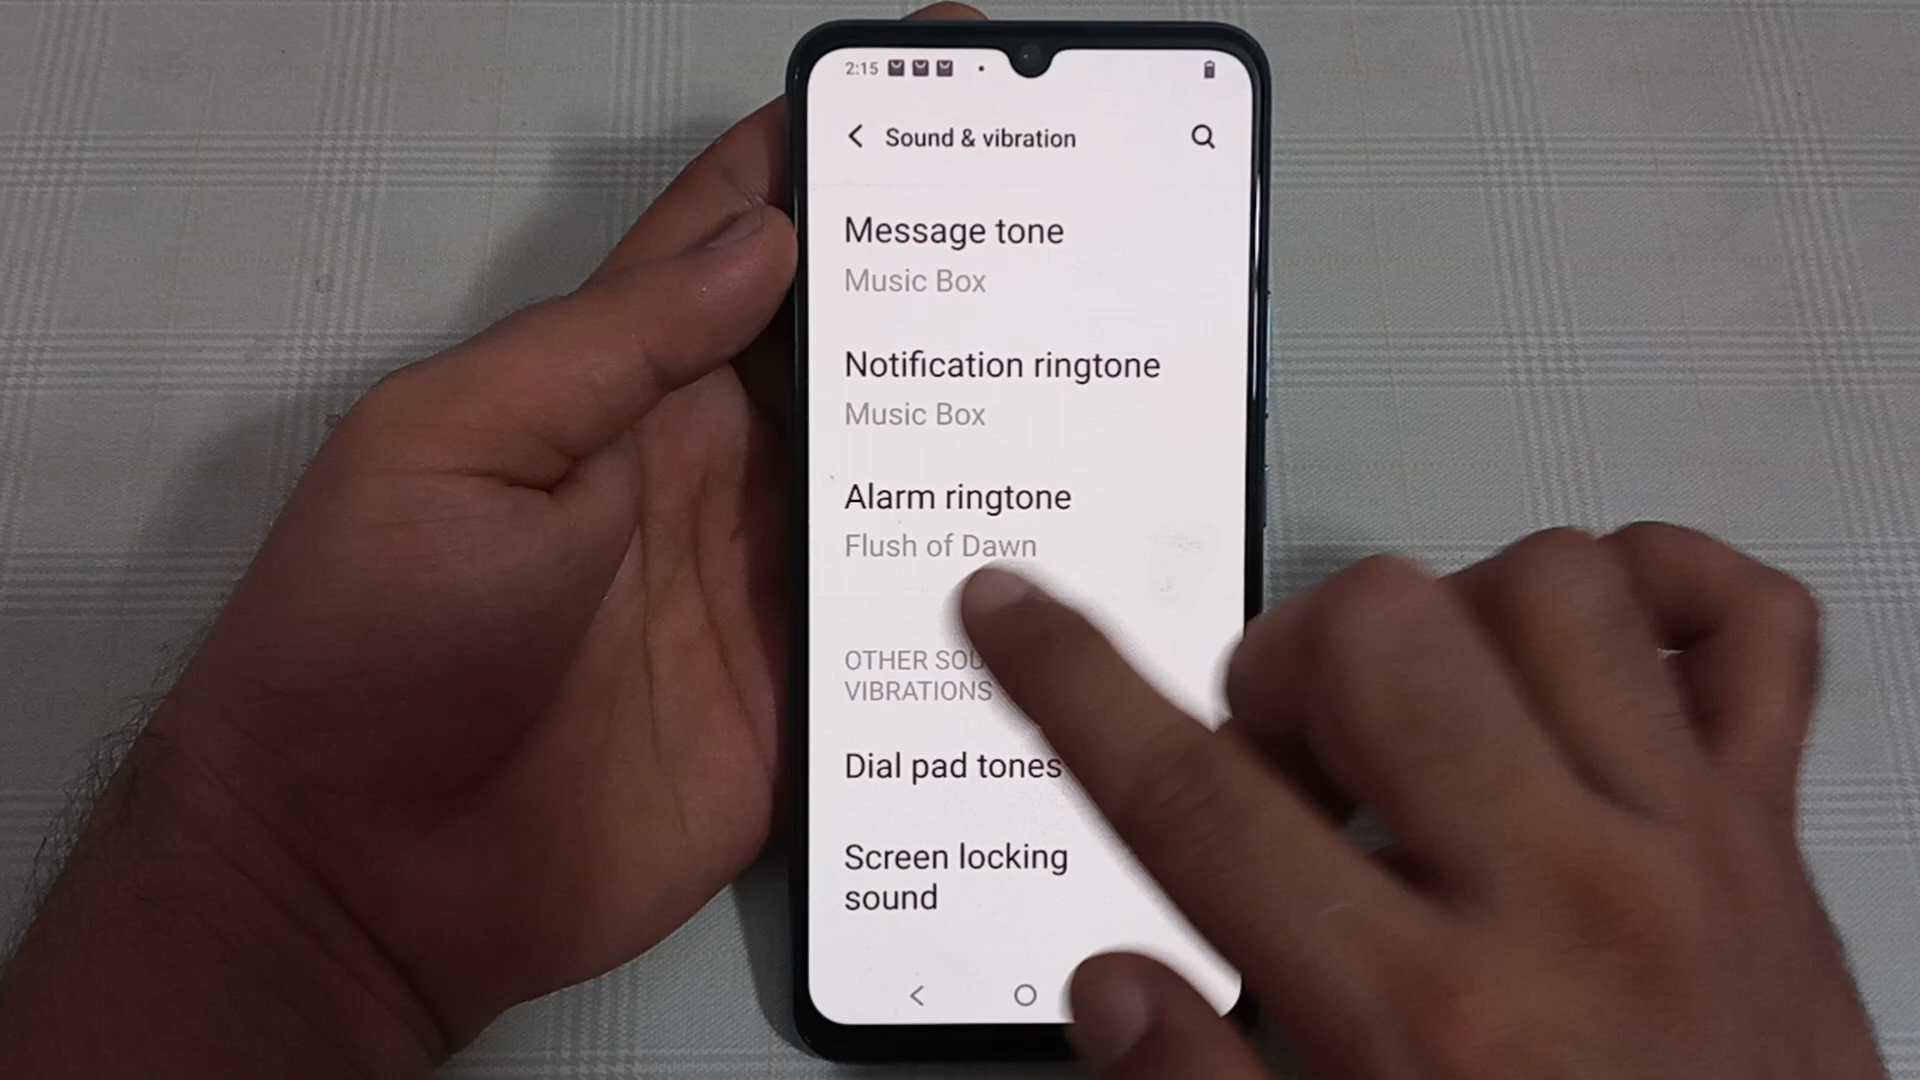 2:15
Sound & vibration
Message tone
Music Box
Notification ringtone
Music Box
Alarm ringtone
Flush of Dawn
OTHER
VIBRATIONS
Dial pad tones
Screen locking
sound